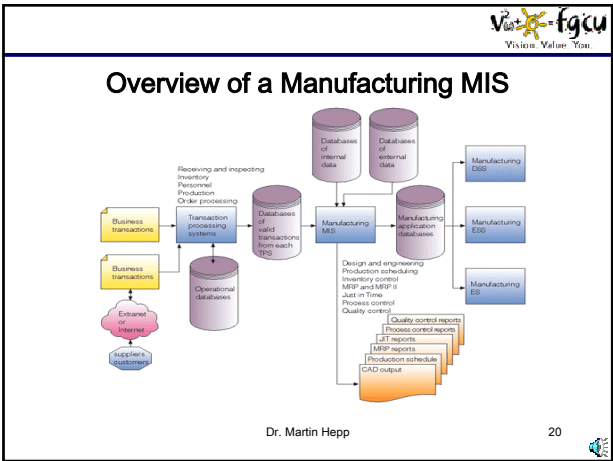 fgcu
Vision. Value. You.
Overview of a Manufacturing MIS
Databases
of
internal
data
Databases
of
external
data
Receiving and inspecting
Inventory
Personnel
Production
Order processing
Business
transactions
Transaction
processing
systems
Databases
of
valid
transactions
from each
TPS
Manufacturing
MIS
Manufacturing
application
databases
Manufacturing
DSS
Manufacturing
ESS
Manufacturing
ES
Business
transactions
Operational
databases
Extranet
or
Internet
suppliers
customers
Design and engineering
Production scheduling
Inventory control
MRP and MRP II
Just in Time
Process control
Quality control
Quality control reports
Process control reports
JIT reports
MRP reports
Production schedule
CAD output
Dr. Martin Hepp
20